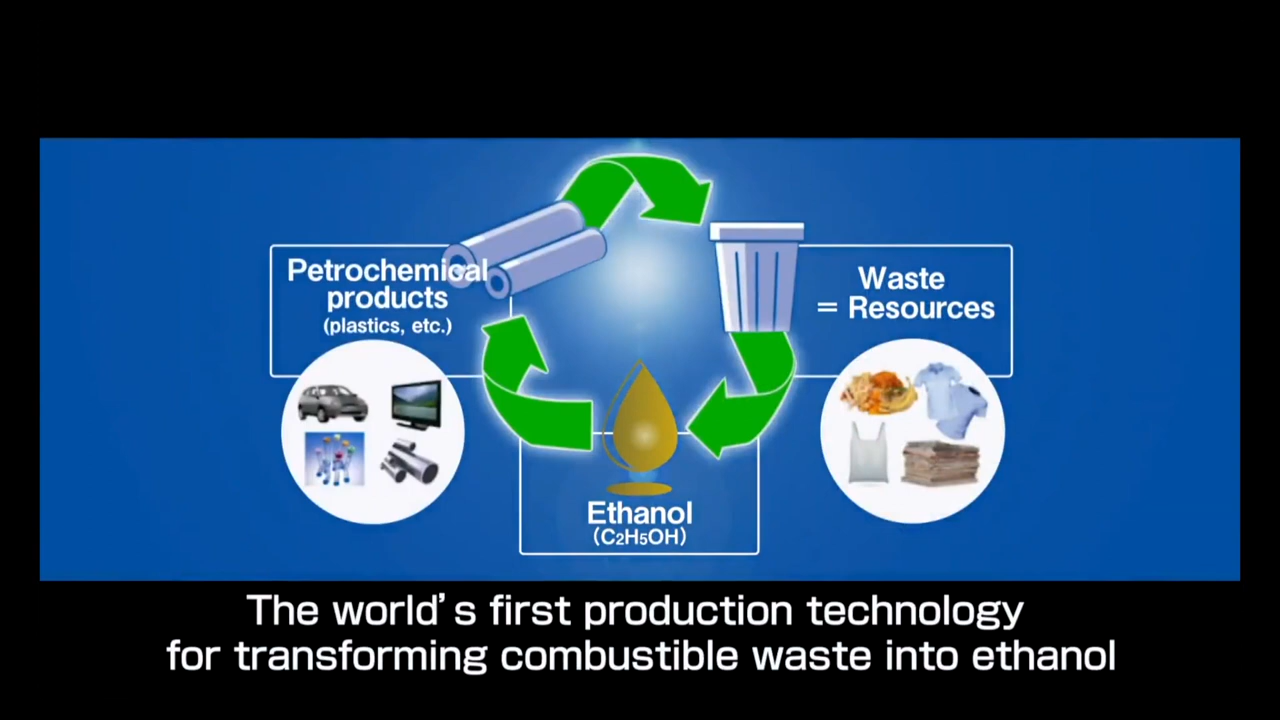 Petrochemical
products
(plastics, etc.)
Waste
= Resources
Ethanol
(C2H5OH)
The world's first production technology
for transforming combustible waste into ethanol